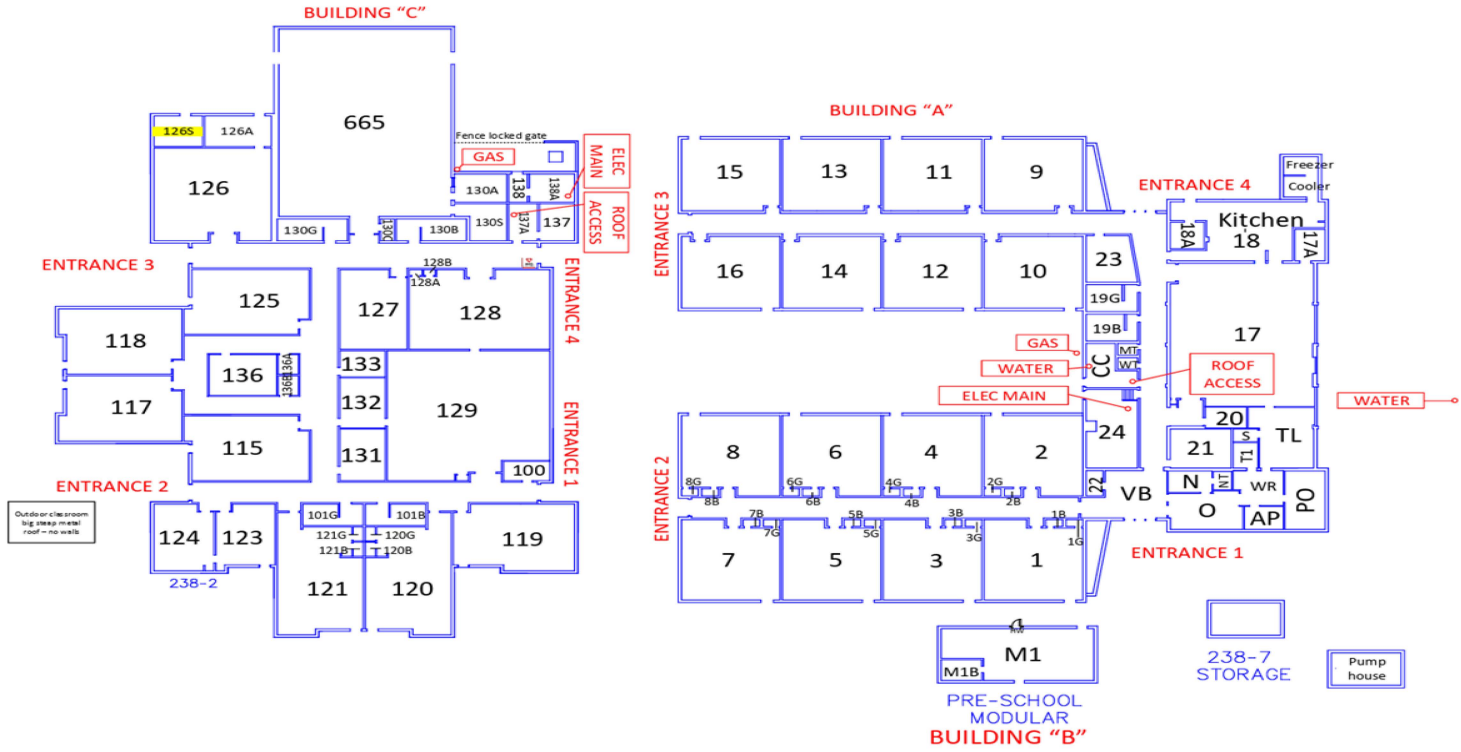 BUILDING "C"
665
126S
126A
126
Fence locked gate
GAS
ELEC
MAIN
130A
138
138A
ROOF
ACCESS
130S
137A
137
130G
130C
130B
ENTRANCE 3
125
128B
128A
127
128
ENTRANCE 4
118
136
136A
136B
133
117
132
129
115
131
100
ENTRANCE 1
ENTRANCE 2
Outdoor classroom
big steap metal
roof – no walls
124
123
101G
101B
121G
120G
121B
120B
119
121
120
238-2
BUILDING "A"
15
13
11
9
ENTRANCE 3
16
14
12
10
23
19G
19B
MT
WT
CC
GAS
WATER
ELEC MAIN
ROOF
ACCESS
ENTRANCE 4
Freezer
Cooler
Kitchen
18
18A
17A
17
WATER
20
S
TL
21
T1
24
22
VB
N
NT
WR
PO
O
AP
ENTRANCE 1
8
6
4
2
8G
8B
6G
6B
4G
4B
2G
2B
ENTRANCE 2
7B
7G
5B
5G
3B
3G
1B
1G
7
5
3
1
HW
M1
M1B
PRE-SCHOOL
MODULAR
BUILDING "B"
238-7
STORAGE
Pump
house